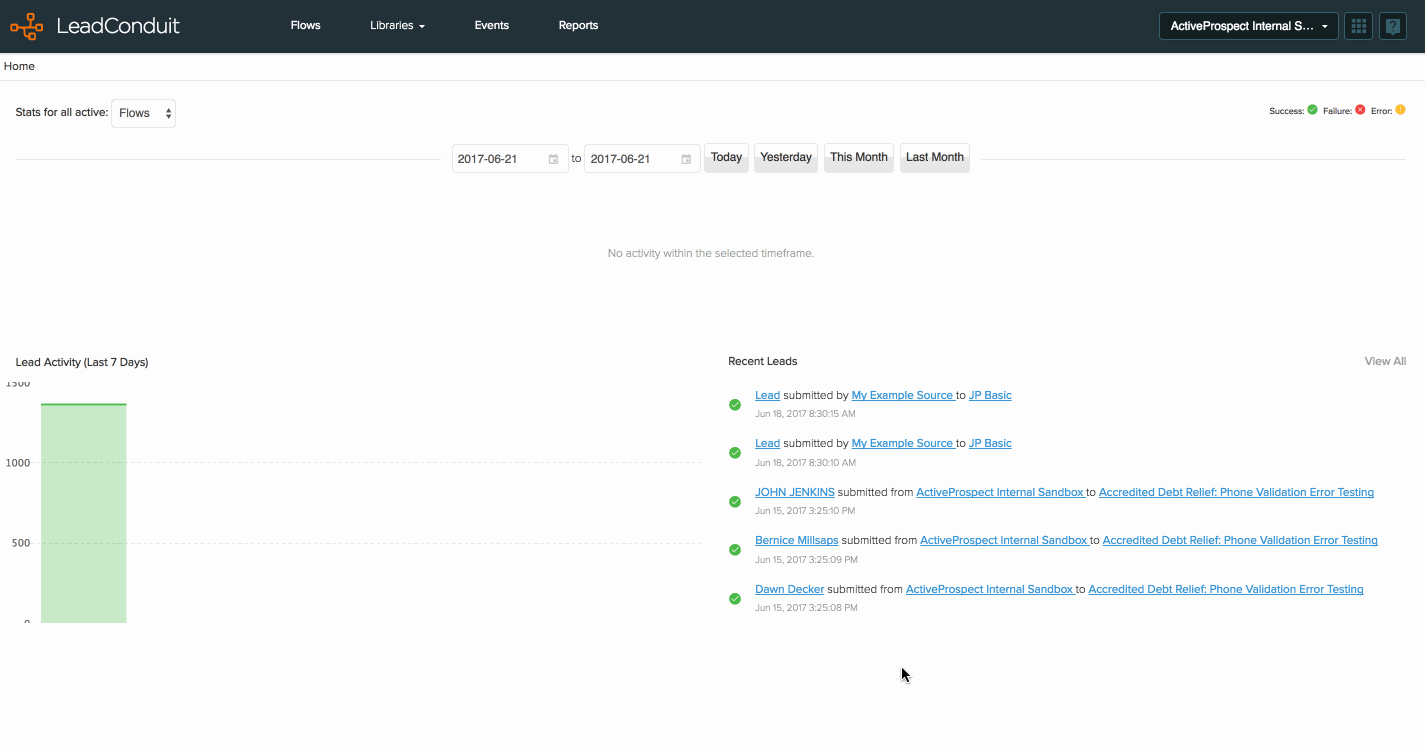 LeadConduit Flows Libraries Events Reports ActiveProspect Internal S...
Home
Stats for all active: Flows Success: Failure: Error:
2017-06-21 to 2017-06-21 Today Yesterday This Month Last Month
No activity within the selected timeframe.
Lead Activity (Last 7 Days)
1500
1000
500
0
Recent Leads View All
Lead submitted by My Example Source to JP Basic
Jun 18, 2017 8:30:15 AM
Lead submitted by My Example Source to JP Basic
Jun 18, 2017 8:30:10 AM
JOHN JENKINS submitted from ActiveProspect Internal Sandbox to Accredited Debt Relief: Phone Validation Error Testing
Jun 15, 2017 3:25:10 PM
Bernice Millsaps submitted from ActiveProspect Internal Sandbox to Accredited Debt Relief: Phone Validation Error Testing
Jun 15, 2017 3:25:09 PM
Dawn Decker submitted from ActiveProspect Internal Sandbox to Accredited Debt Relief: Phone Validation Error Testing
Jun 15, 2017 3:25:08 PM